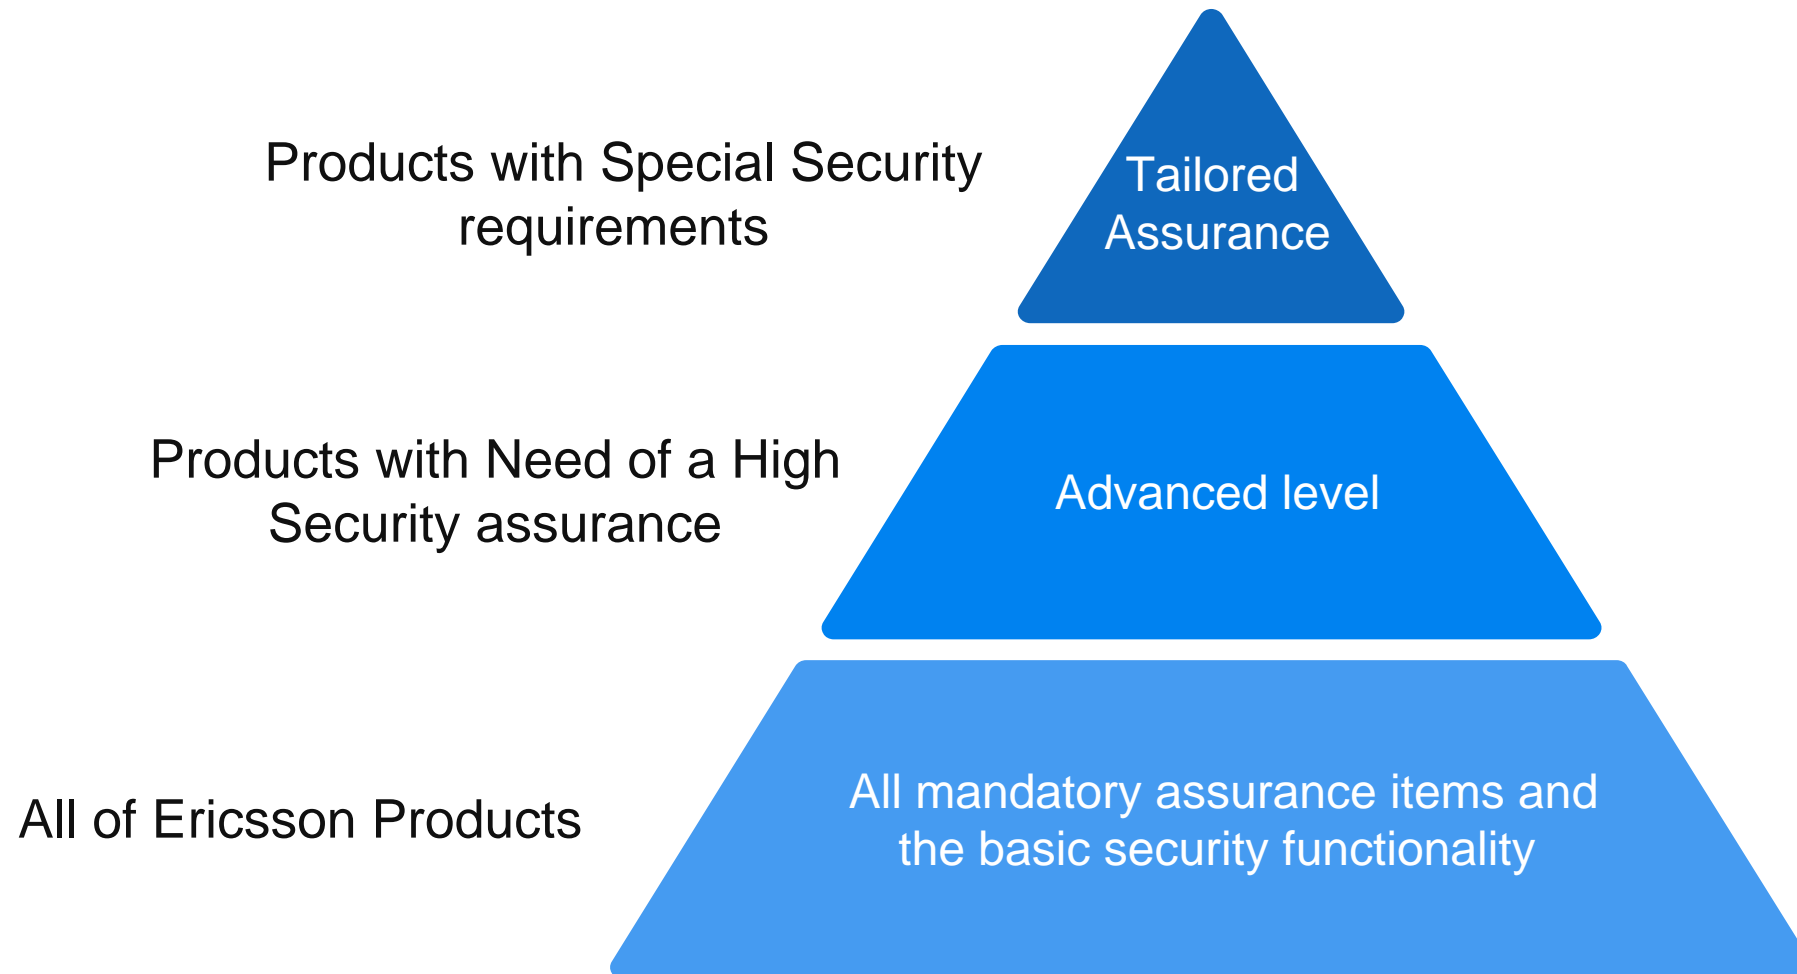 Products with Special Security
requirements
Tailored
Assurance
Products with Need of a High
Security assurance
Advanced level
All of Ericsson Products
All mandatory assurance items and
the basic security functionality